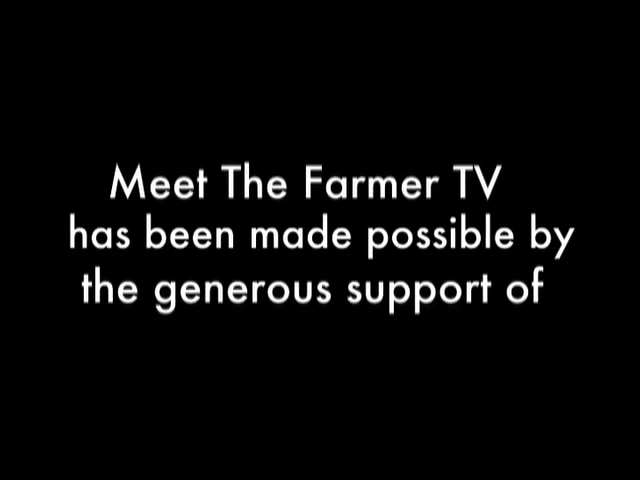 Meet The Farmer TV
has been made possible by
the generous support of